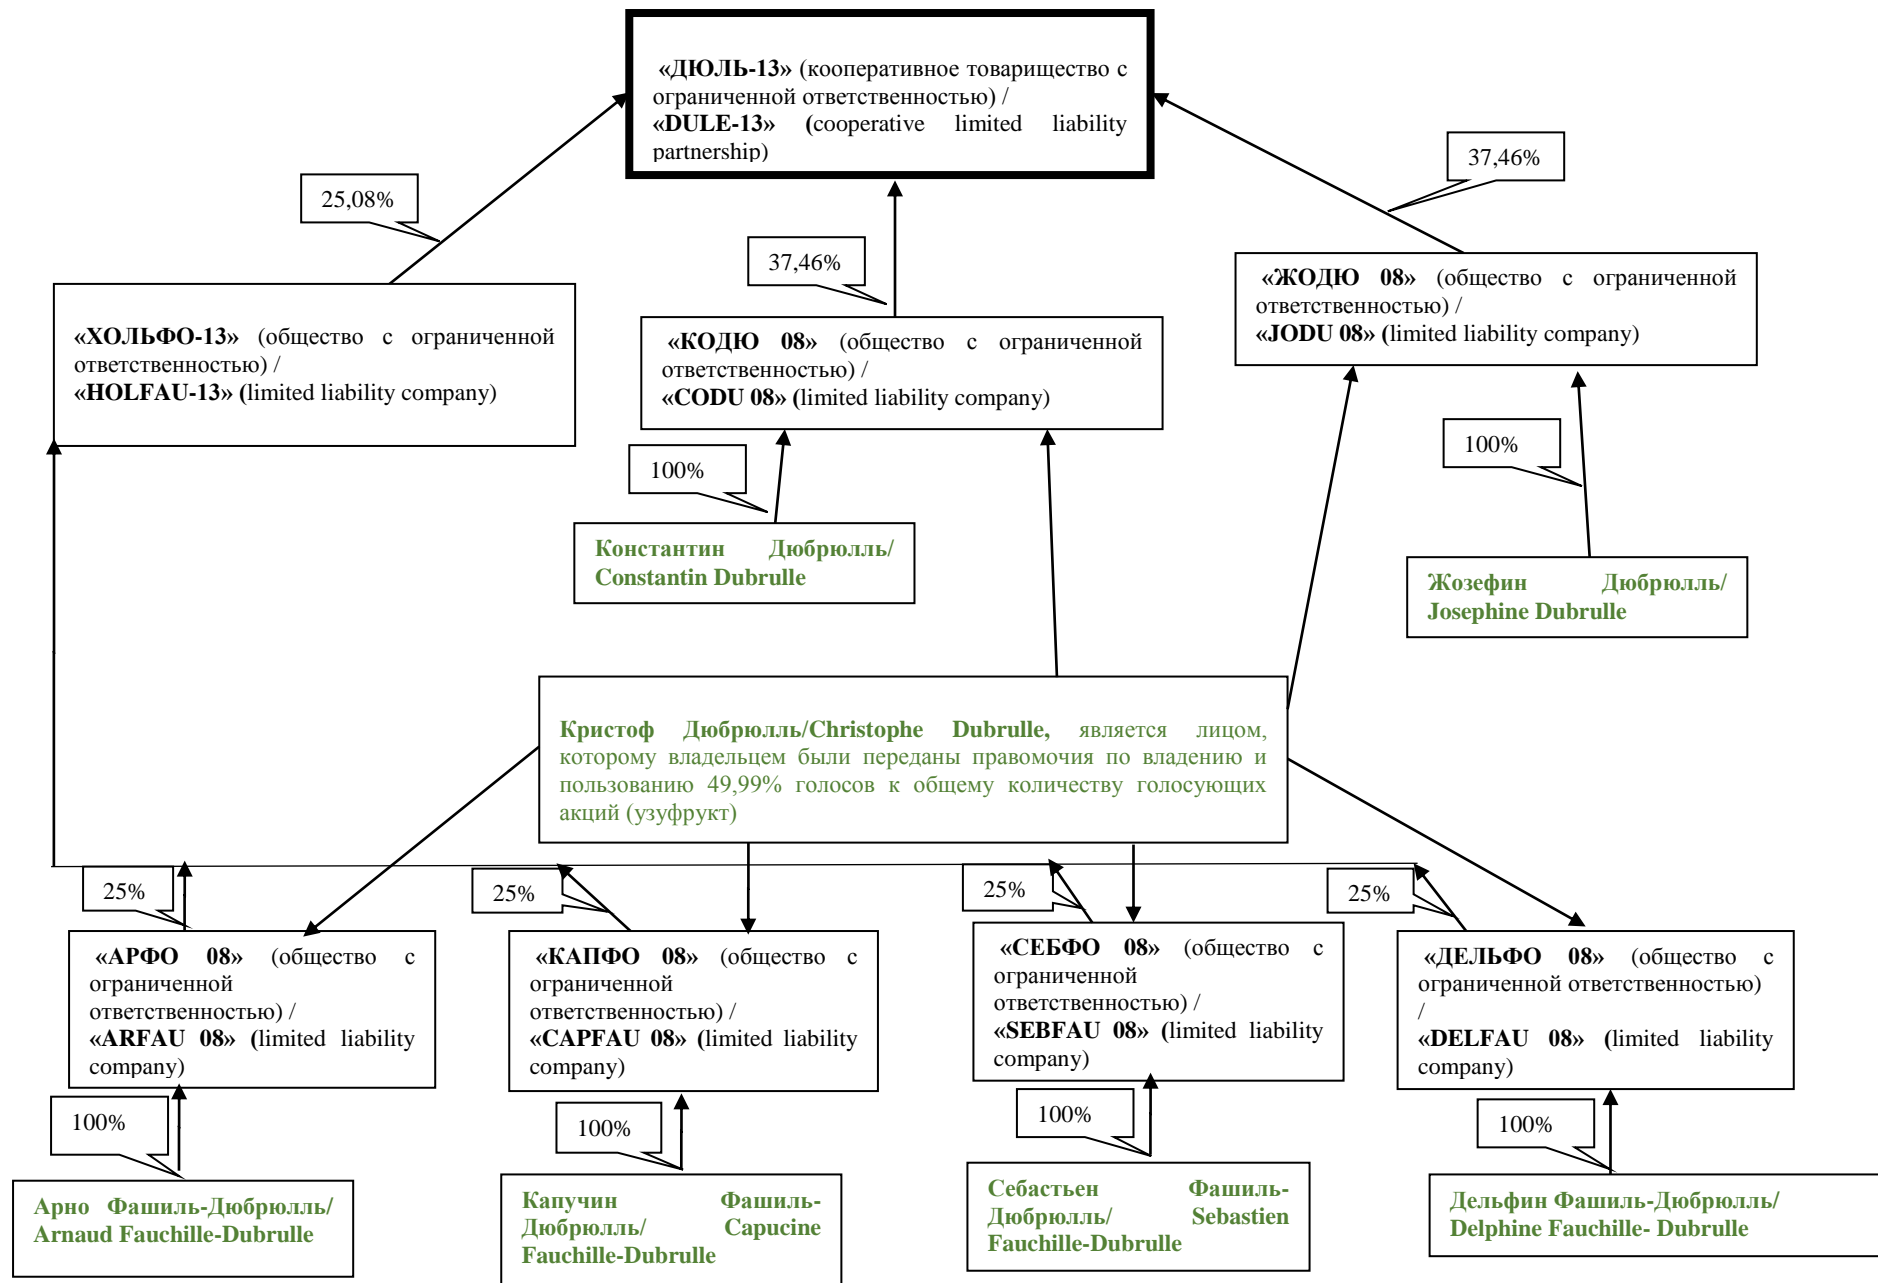 «ДЮЛЬ-13» (кооперативное товарищество с
ограниченной ответственностью) /
«DULE-13» (cooperative limited liability
partnership)
25,08%
37,46%
37,46%
«ХОЛЬФО-13» (общество с ограниченной
ответственностью) /
«HOLFAU-13» (limited liability company)
«КОДЮ 08» (общество с ограниченной
ответственностью) /
«CODU 08» (limited liability company)
«ЖОДЮ 08» (общество с ограниченной
ответственностью) /
«JODU 08» (limited liability company)
100%
100%
Константин Дюбрюлль/
Constantin Dubrulle
Жозефин Дюбрюлль/
Josephine Dubrulle
Кристоф Дюбрюлль/Christophe Dubrulle, является лицом,
которому владельцем были переданы правомочия по владению и
пользованию 49,99% голосов к общему количеству голосующих
акций (узуфрукт)
25%
25%
25%
25%
«АРФО 08» (общество с
ограниченной
ответственностью) /
«ARFAU 08» (limited liability
company)
«КАПФО 08» (общество с
ограниченной
ответственностью) /
«CAPFAU 08» (limited liability
company)
«СЕБФО 08» (общество с
ограниченной
ответственностью) /
«SEBFAU 08» (limited liability
company)
«ДЕЛЬФО 08» (общество с
ограниченной ответственностью)
/
«DELFAU 08» (limited liability
company)
100%
100%
100%
100%
Арно Фашиль-Дюбрюлль/
Arnaud Fauchille-Dubrulle
Капучин Фашиль-
Дюбрюлль/ Capucine
Fauchille-Dubrulle
Себастьен Фашиль-
Дюбрюлль/ Sebastien
Fauchille-Dubrulle
Дельфин Фашиль-Дюбрюлль/
Delphine Fauchille- Dubrulle